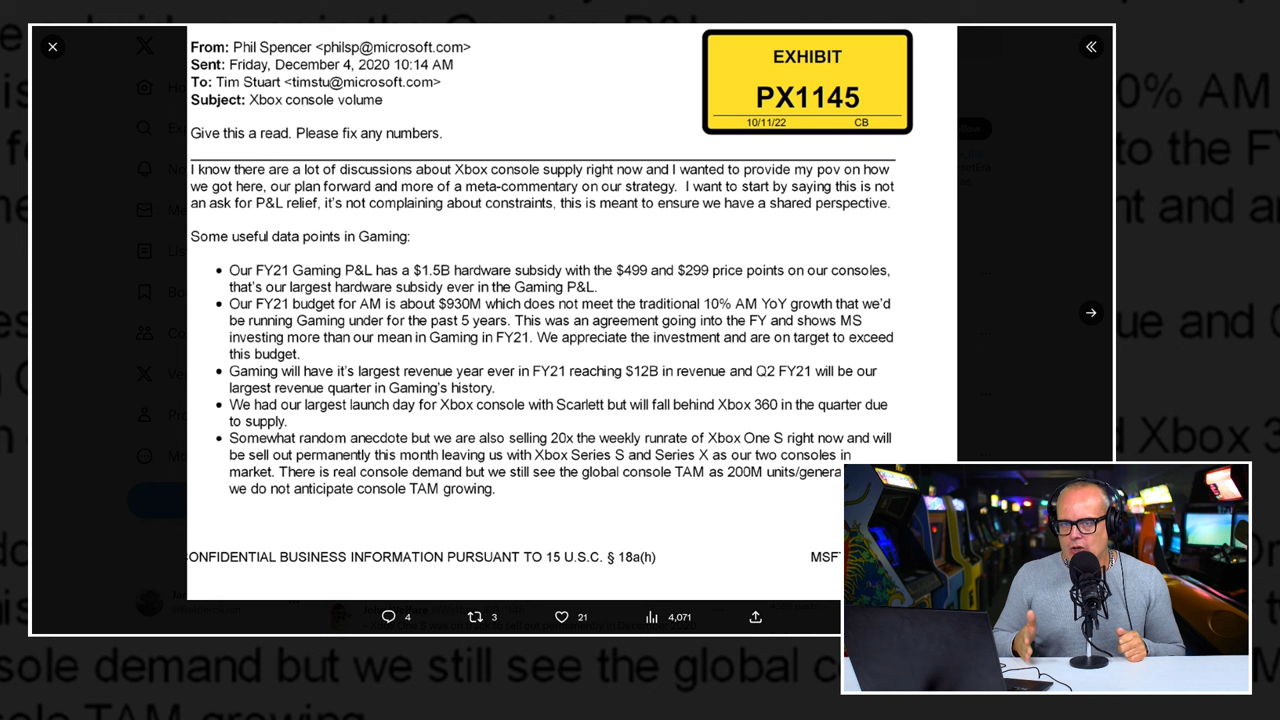 From: Phil Spencer <philsp@microsoft.com>
Sent: Friday, December 4, 2020 10:14 AM
To: Tim Stuart <timstu@microsoft.com>
Subject: Xbox console volume
EXHIBIT
PX1145
10/11/22 CB
Give this a read. Please fix any numbers.
I know there are a lot of discussions about Xbox console supply right now and I wanted to provide my pov on how
we got here, our plan forward and more of a meta-commentary on our strategy. I want to start by saying this is not
an ask for P&L relief, it's not complaining about constraints, this is meant to ensure we have a shared perspective.
Some useful data points in Gaming:
• Our FY21 Gaming P&L has a $1.5B hardware subsidy with the $499 and $299 price points on our consoles,
that's our largest hardware subsidy ever in the Gaming P&L.
• Our FY21 budget for AM is about $930M which does not meet the traditional 10% AM YoY growth that we'd
be running Gaming under for the past 5 years. This was an agreement going into the FY and shows MS
investing more than our mean in Gaming in FY21. We appreciate the investment and are on target to exceed
this budget.
• Gaming will have it's largest revenue year ever in FY21 reaching $12B in revenue and Q2 FY21 will be our
largest revenue quarter in Gaming's history.
• We had our largest launch day for Xbox console with Scarlett but will fall behind Xbox 360 in the quarter due
to supply.
• Somewhat random anecdote but we are also selling 20x the weekly runrate of Xbox One S right now and will
be sell out permanently this month leaving us with Xbox Series S and Series X as our two consoles in
market. There is real console demand but we still see the global console TAM as 200M units/genera
we do not anticipate console TAM growing.
CONFIDENTIAL BUSINESS INFORMATION PURSUANT TO 15 U.S.C. § 18a(h)
MSFT
4 3 21 4,071